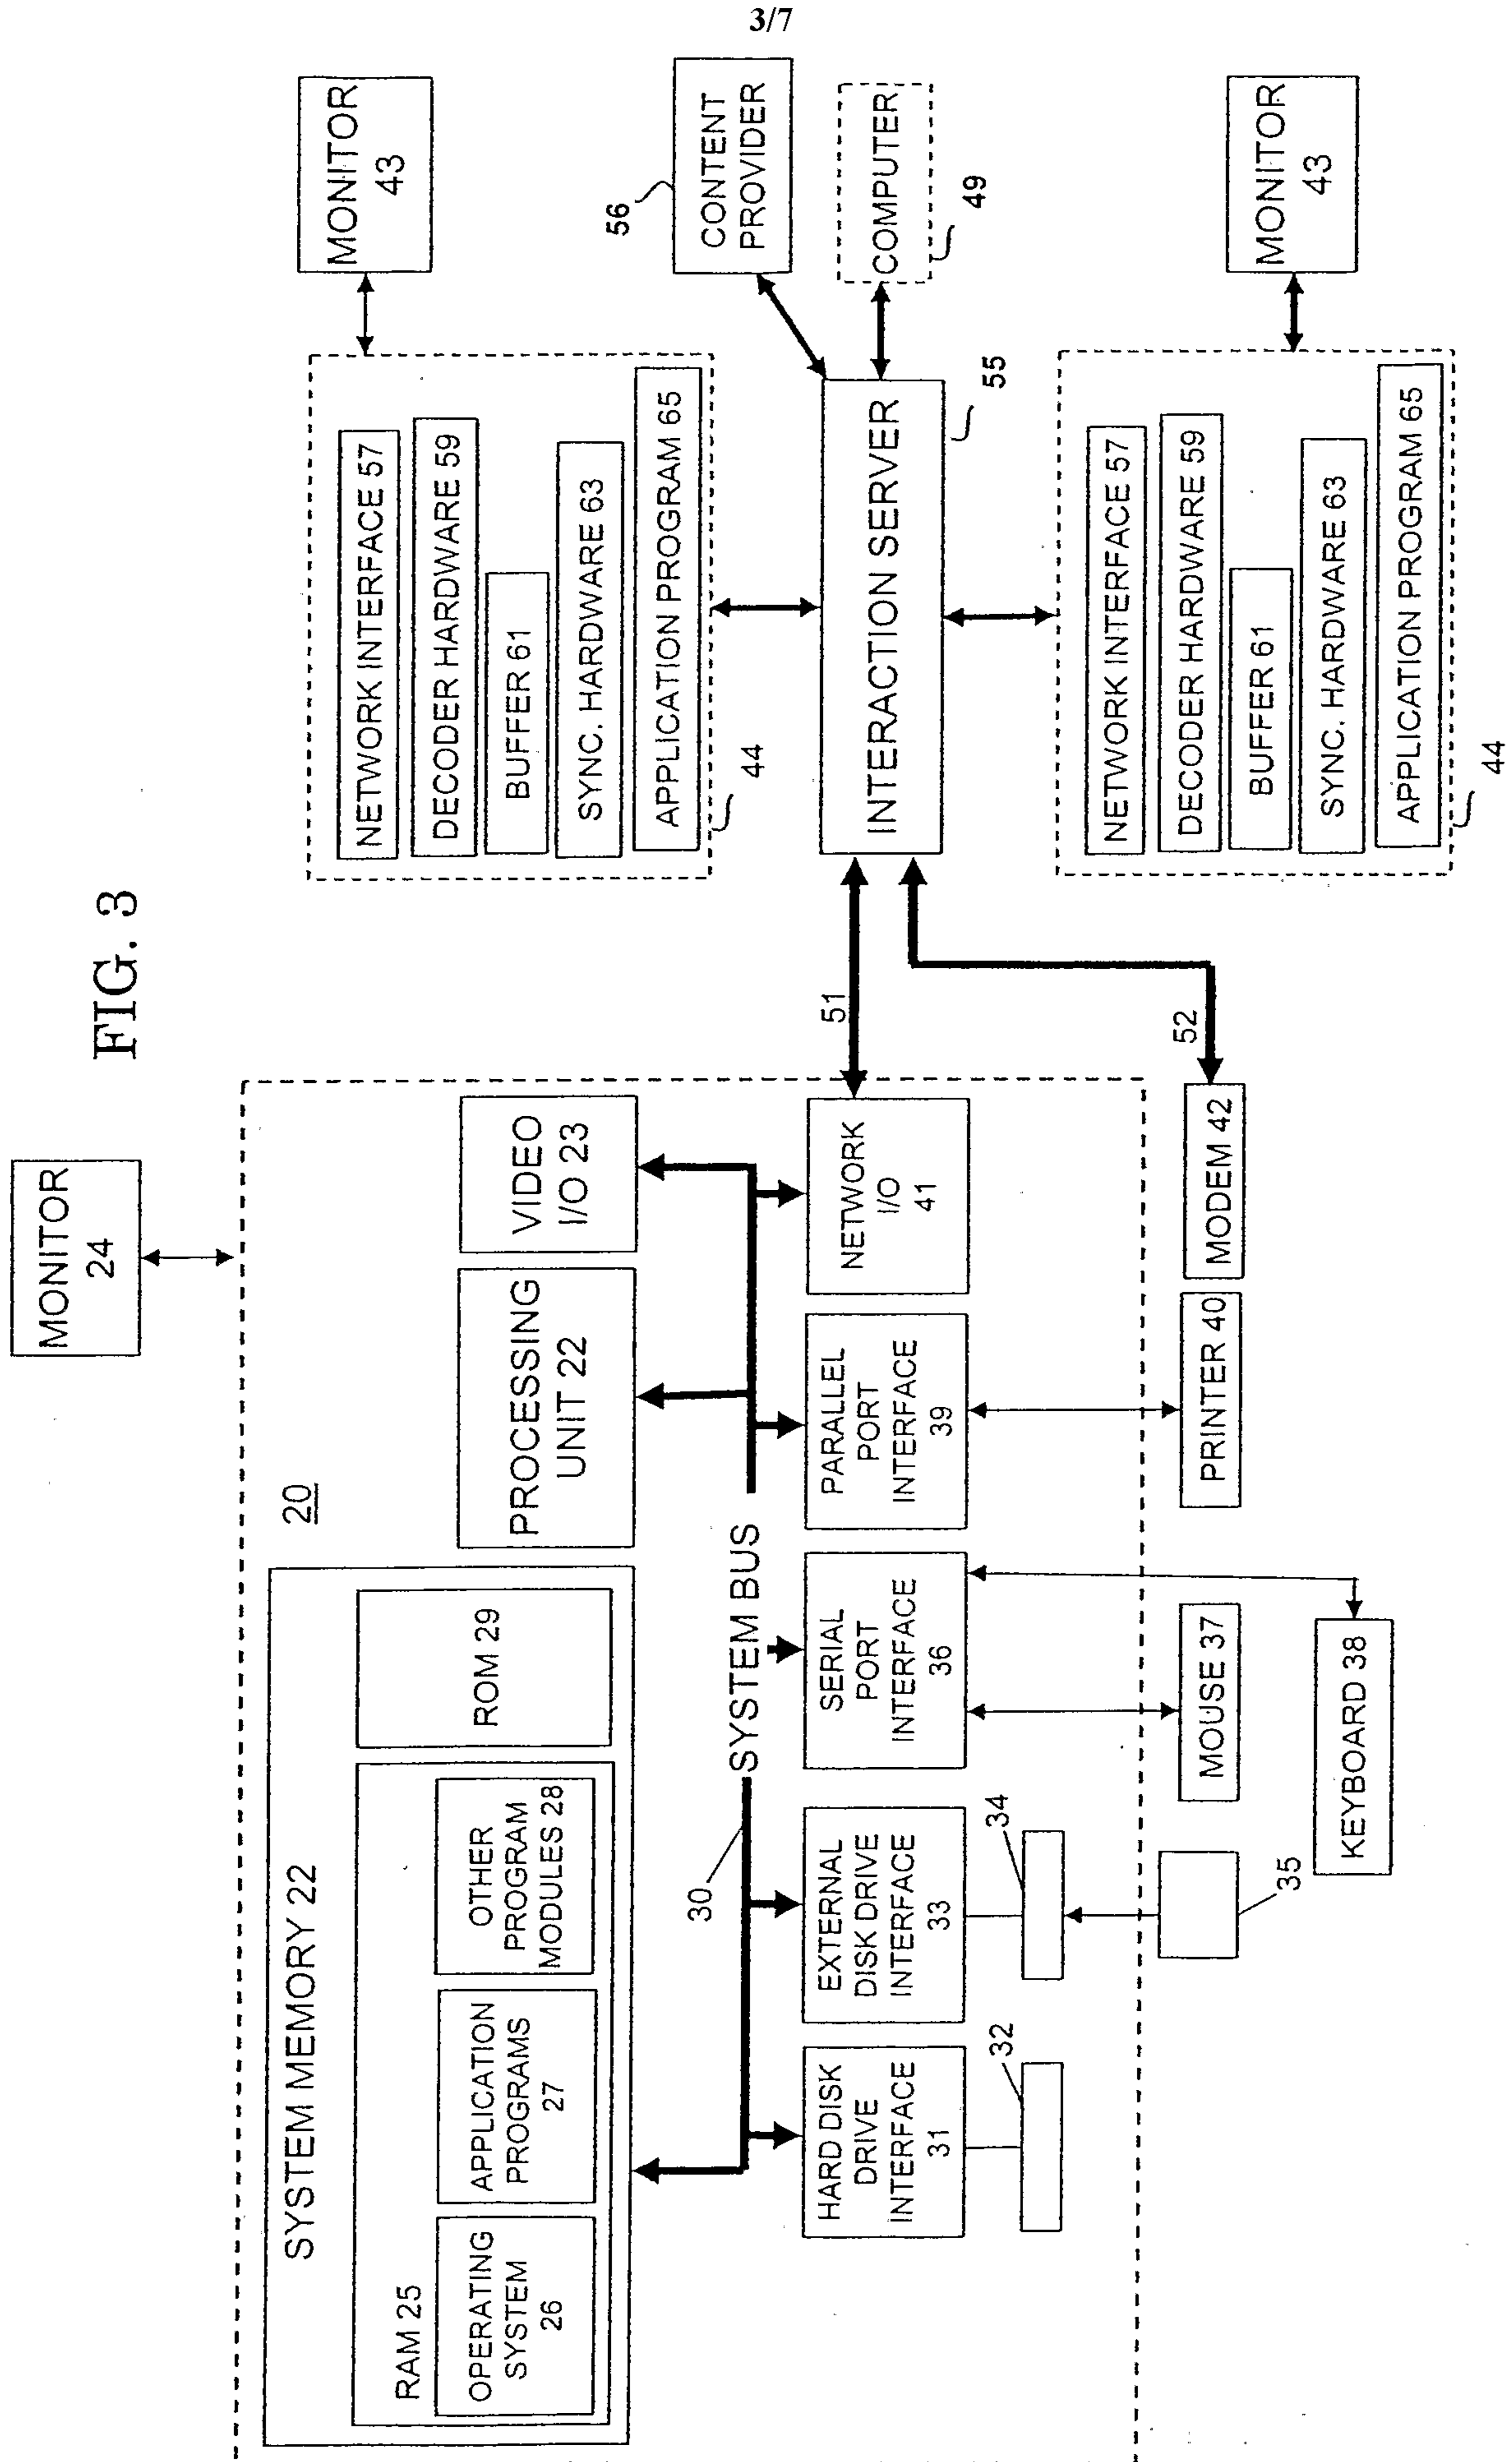 3/7
FIG. 3
MONITOR
24
20
SYSTEM MEMORY 22
RAM 25
OPERATING
SYSTEM
26
APPLICATION
PROGRAMS
27
OTHER
PROGRAM
MODULES 28
ROM 29
PROCESSING
UNIT 22
VIDEO
I/O 23
30
SYSTEM BUS
HARD DISK
DRIVE
INTERFACE
31
EXTERNAL
DISK DRIVE
INTERFACE
33
SERIAL
PORT
INTERFACE
36
PARALLEL
PORT
INTERFACE
39
NETWORK
I/O
41
32
34
35
MOUSE 37
KEYBOARD 38
PRINTER 40
MODEM 42
51
52
MONITOR
43
NETWORK INTERFACE 57
DECODER HARDWARE 59
BUFFER 61
SYNC. HARDWARE 63
APPLICATION PROGRAM 65
44
56
CONTENT
PROVIDER
COMPUTER
49
INTERACTION SERVER
55
NETWORK INTERFACE 57
DECODER HARDWARE 59
BUFFER 61
SYNC. HARDWARE 63
APPLICATION PROGRAM 65
44
MONITOR
43